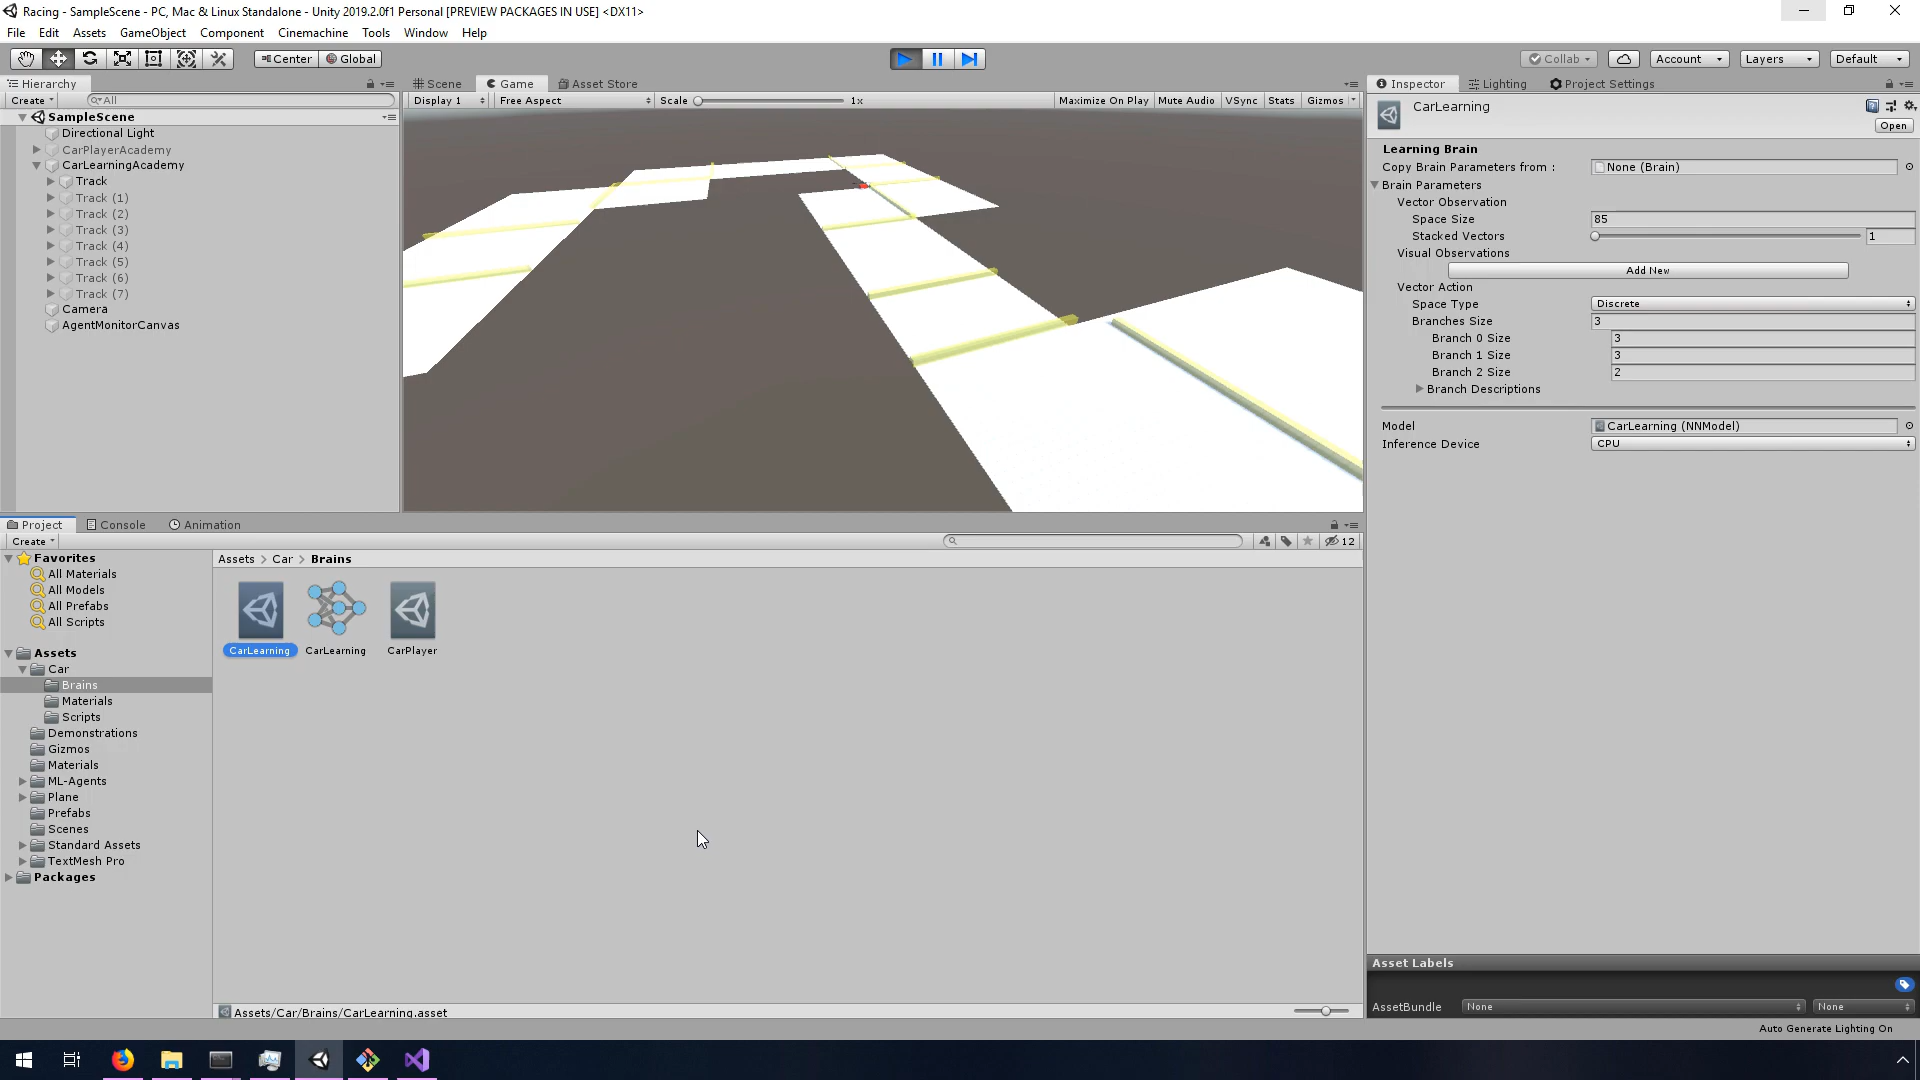 Racing - SampleScene - PC, Mac & Linux Standalone - Unity 2019.2.0f1 Personal [PREVIEW PACKAGES IN USE] <DX11>
File Edit Assets GameObject Component Cinemachine Tools Window Help
Center Global Collab Account Layers Default
Hierarchy
Create All
SampleScene
Directional Light
CarPlayerAcademy
CarLearningAcademy
Track
Track (1)
Track (2)
Track (3)
Track (4)
Track (5)
Track (6)
Track (7)
Camera
AgentMonitorCanvas
Scene Game Asset Store
Display 1 Free Aspect Scale 1x Maximize On Play Mute Audio VSync Stats Gizmos
Inspector Lighting Project Settings
CarLearning
Open
Learning Brain
Copy Brain Parameters from : None (Brain)
Brain Parameters
Vector Observation
Space Size 85
Stacked Vectors 1
Visual Observations
Add New
Vector Action
Space Type Discrete
Branches Size 3
Branch 0 Size 3
Branch 1 Size 3
Branch 2 Size 2
Branch Descriptions
Model CarLearning (NNModel)
Inference Device CPU
Project Console Animation
Create 12
Favorites
All Materials
All Models
All Prefabs
All Scripts
Assets
Car
Brains
Materials
Scripts
Demonstrations
Gizmos
Materials
ML-Agents
Plane
Prefabs
Scenes
Standard Assets
TextMesh Pro
Packages
Assets > Car > Brains
CarLearning CarLearning CarPlayer
Assets/Car/Brains/CarLearning.asset
Asset Labels
AssetBundle None None
Auto Generate Lighting On